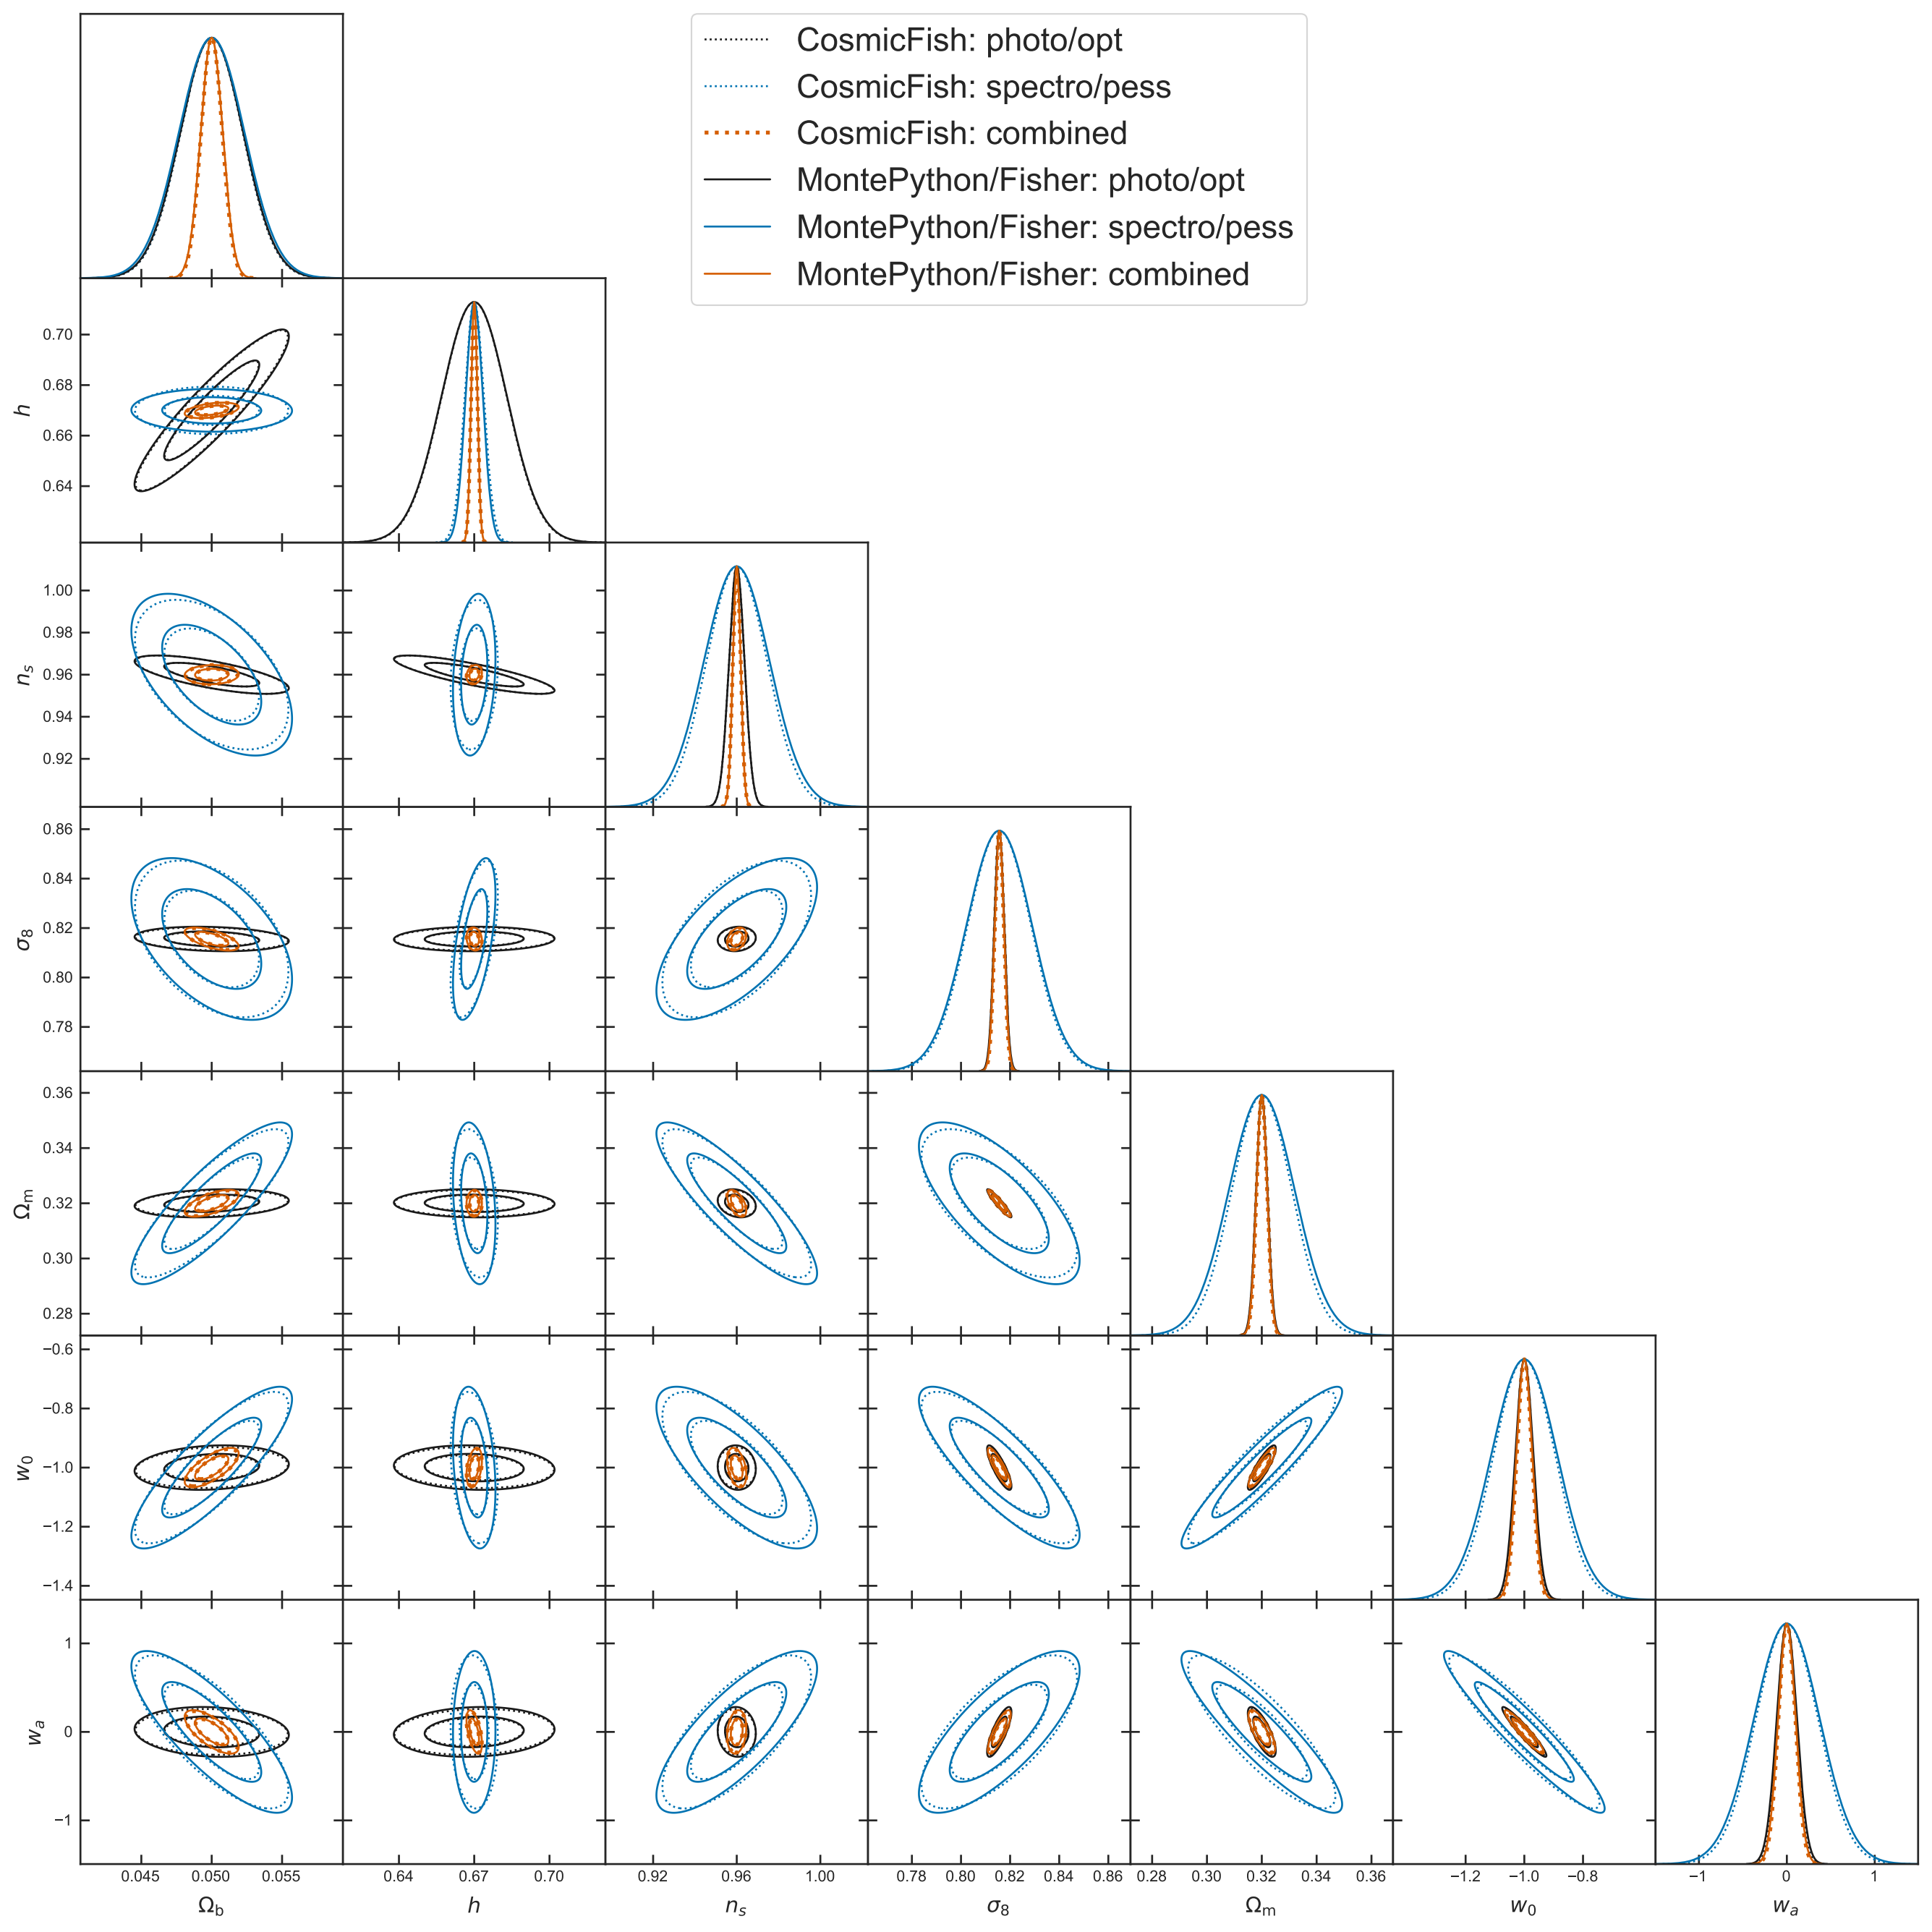 CosmicFish: photo/opt
CosmicFish: spectro/pess
CosmicFish: combined
MontePython/Fisher: photo/opt
MontePython/Fisher: spectro/pess
MontePython/Fisher: combined
0.70
0.68
0.66
0.64
h
1.00
0.98
0.96
0.94
0.92
n_s
0.86
0.84
0.82
0.80
0.78
σ_8
0.36
0.34
0.32
0.30
0.28
Ω_m
−0.6
−0.8
−1.0
−1.2
−1.4
w_0
1
0
−1
w_a
0.045 0.050 0.055 0.64 0.67 0.70 0.92 0.96 1.00 0.78 0.80 0.82 0.84 0.86 0.28 0.30 0.32 0.34 0.36 −1.2 −1.0 −0.8 −1 0 1
Ω_b h n_s σ_8 Ω_m w_0 w_a